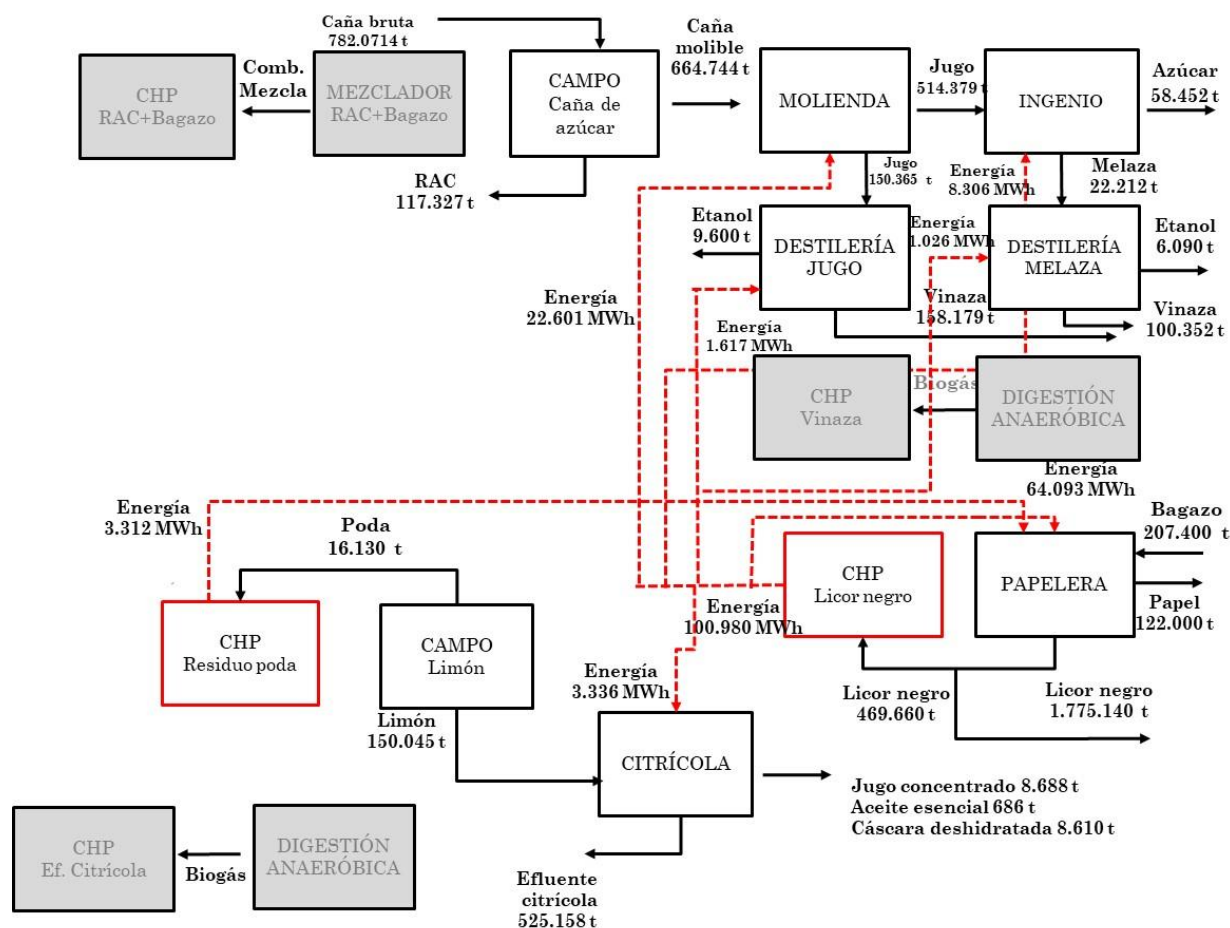 Caña bruta
782.0714 t
CHP
RAC+Bagazo
Comb.
Mezcla
MEZCLADOR
RAC+Bagazo
CAMPO
Caña de
azúcar
Caña
molible
664.744 t
MOLIENDA
Jugo
514.379 t
INGENIO
Azúcar
58.452 t
RAC
117.327 t
Jugo
150.365 t
Energía
8.306 MWh
Melaza
22.212 t
Etanol
9.600 t
DESTILERÍA
JUGO
Energía
1.026 MWh
DESTILERÍA
MELAZA
Etanol
6.090 t
Energía
22.601 MWh
Vinaza
158.179 t
Vinaza
100.352 t
Energía
1.617 MWh
CHP
Vinaza
Biogás
DIGESTIÓN
ANAERÓBICA
Energía
64.093 MWh
Energía
3.312 MWh
Poda
16.130 t
Bagazo
207.400 t
CHP
Residuo poda
CAMPO
Limón
Energía
100.980 MWh
CHP
Licor negro
PAPELERA
Papel
122.000 t
Limón
150.045 t
Energía
3.336 MWh
Licor negro
469.660 t
Licor negro
1.775.140 t
CITRÍCOLA
Jugo concentrado 8.688 t
Aceite esencial 686 t
Cáscara deshidratada 8.610 t
CHP
Ef. Citrícola
Biogás
DIGESTIÓN
ANAERÓBICA
Efluente
citrícola
525.158 t